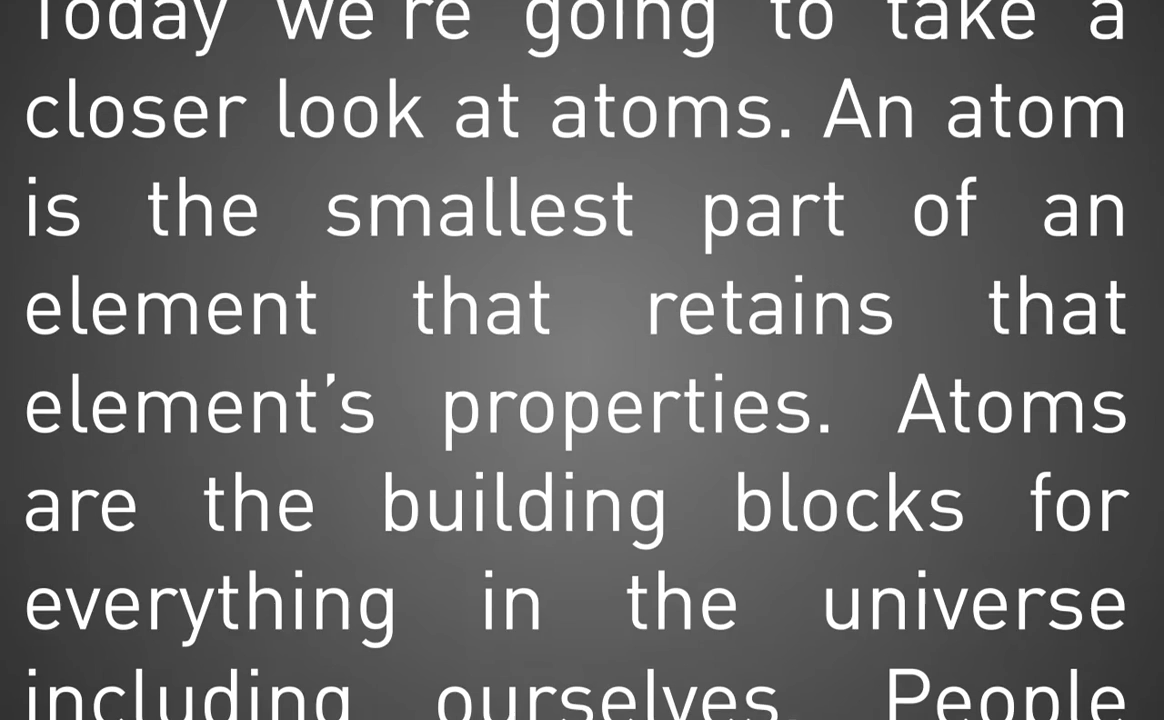 Today we're going to take a
closer look at atoms. An atom
is the smallest part of an
element that retains that
element's properties. Atoms
are the building blocks for
everything in the universe
including ourselves. People